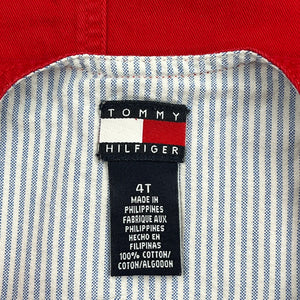 TOMMY
HILFIGER
4T
MADE IN
PHILIPPINES
FABRIQUE AUX
PHILIPPINES
HECHO EN
FILIPINAS
100% COTTON/
COTON/ALGODON